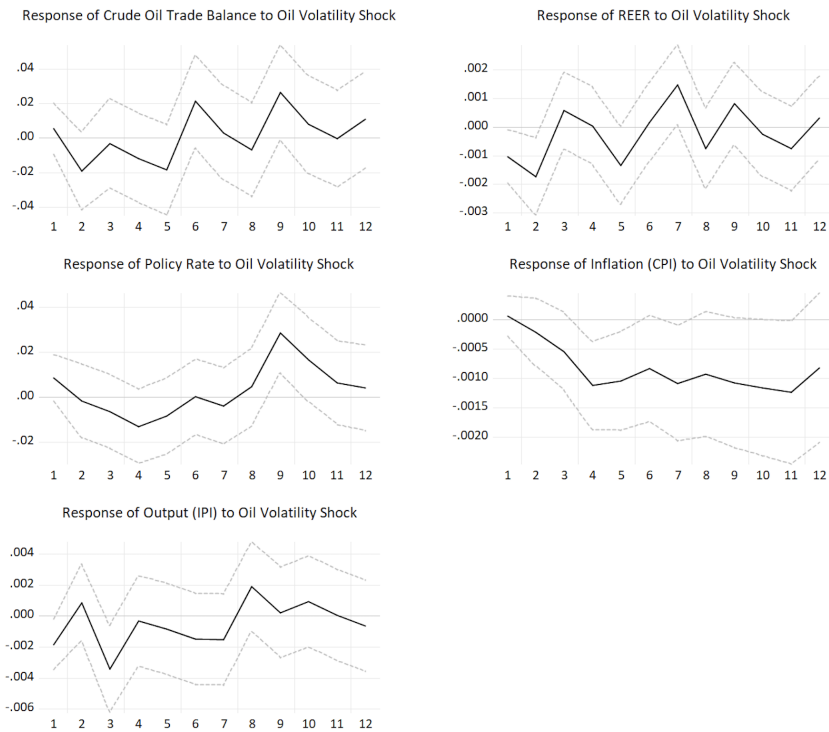 Response of Crude Oil Trade Balance to Oil Volatility Shock
.04
.02
.00
-.02
-.04
1 2 3 4 5 6 7 8 9 10 11 12
Response of REER to Oil Volatility Shock
.002
.001
.000
-.001
-.002
-.003
1 2 3 4 5 6 7 8 9 10 11 12
Response of Policy Rate to Oil Volatility Shock
.04
.02
.00
-.02
1 2 3 4 5 6 7 8 9 10 11 12
Response of Inflation (CPI) to Oil Volatility Shock
.0000
-.0005
-.0010
-.0015
-.0020
1 2 3 4 5 6 7 8 9 10 11 12
Response of Output (IPI) to Oil Volatility Shock
.004
.002
.000
-.002
-.004
-.006
1 2 3 4 5 6 7 8 9 10 11 12